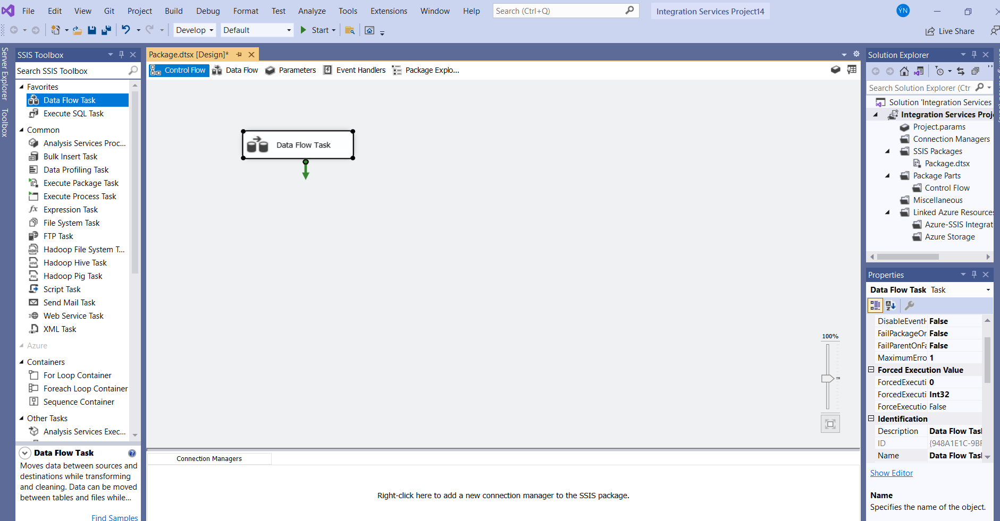 File Edit View Git Project Build Debug Format Test Analyze Tools Extensions Window Help Search (Ctrl+Q) Integration Services Project14 YN
Develop Default Start Live Share
Server Explorer
Toolbox
SSIS Toolbox
Search SSIS Toolbox
Favorites
Data Flow Task
Execute SQL Task
Common
Analysis Services Proc...
Bulk Insert Task
Data Profiling Task
Execute Package Task
Execute Process Task
Expression Task
File System Task
FTP Task
Hadoop File System T...
Hadoop Hive Task
Hadoop Pig Task
Script Task
Send Mail Task
Web Service Task
XML Task
Azure
Containers
For Loop Container
Foreach Loop Container
Sequence Container
Other Tasks
Analysis Services Exec...
Data Flow Task
Moves data between sources and
destinations while transforming
and cleaning. Data can be moved
between tables and files while...
Find Samples
Package.dtsx [Design]*
Control Flow Data Flow Parameters Event Handlers Package Explo...
Data Flow Task
100%
Connection Managers
Right-click here to add a new connection manager to the SSIS package.
Solution Explorer
Search Solution Explorer (Ctr
Solution 'Integration Services
Integration Services Proj
Project.params
Connection Managers
SSIS Packages
Package.dtsx
Package Parts
Control Flow
Miscellaneous
Linked Azure Resources
Azure-SSIS Integrat
Azure Storage
Properties
Data Flow Task Task
DisableEventH False
FailPackageOr False
FailParentOnFa False
MaximumErro 1
Forced Execution Value
ForcedExecuti 0
ForcedExecuti Int32
ForceExecutio False
Identification
Description Data Flow Tas
ID {948A1E1C-9BF
Name Data Flow Tas
Show Editor
Name
Specifies the name of the object.